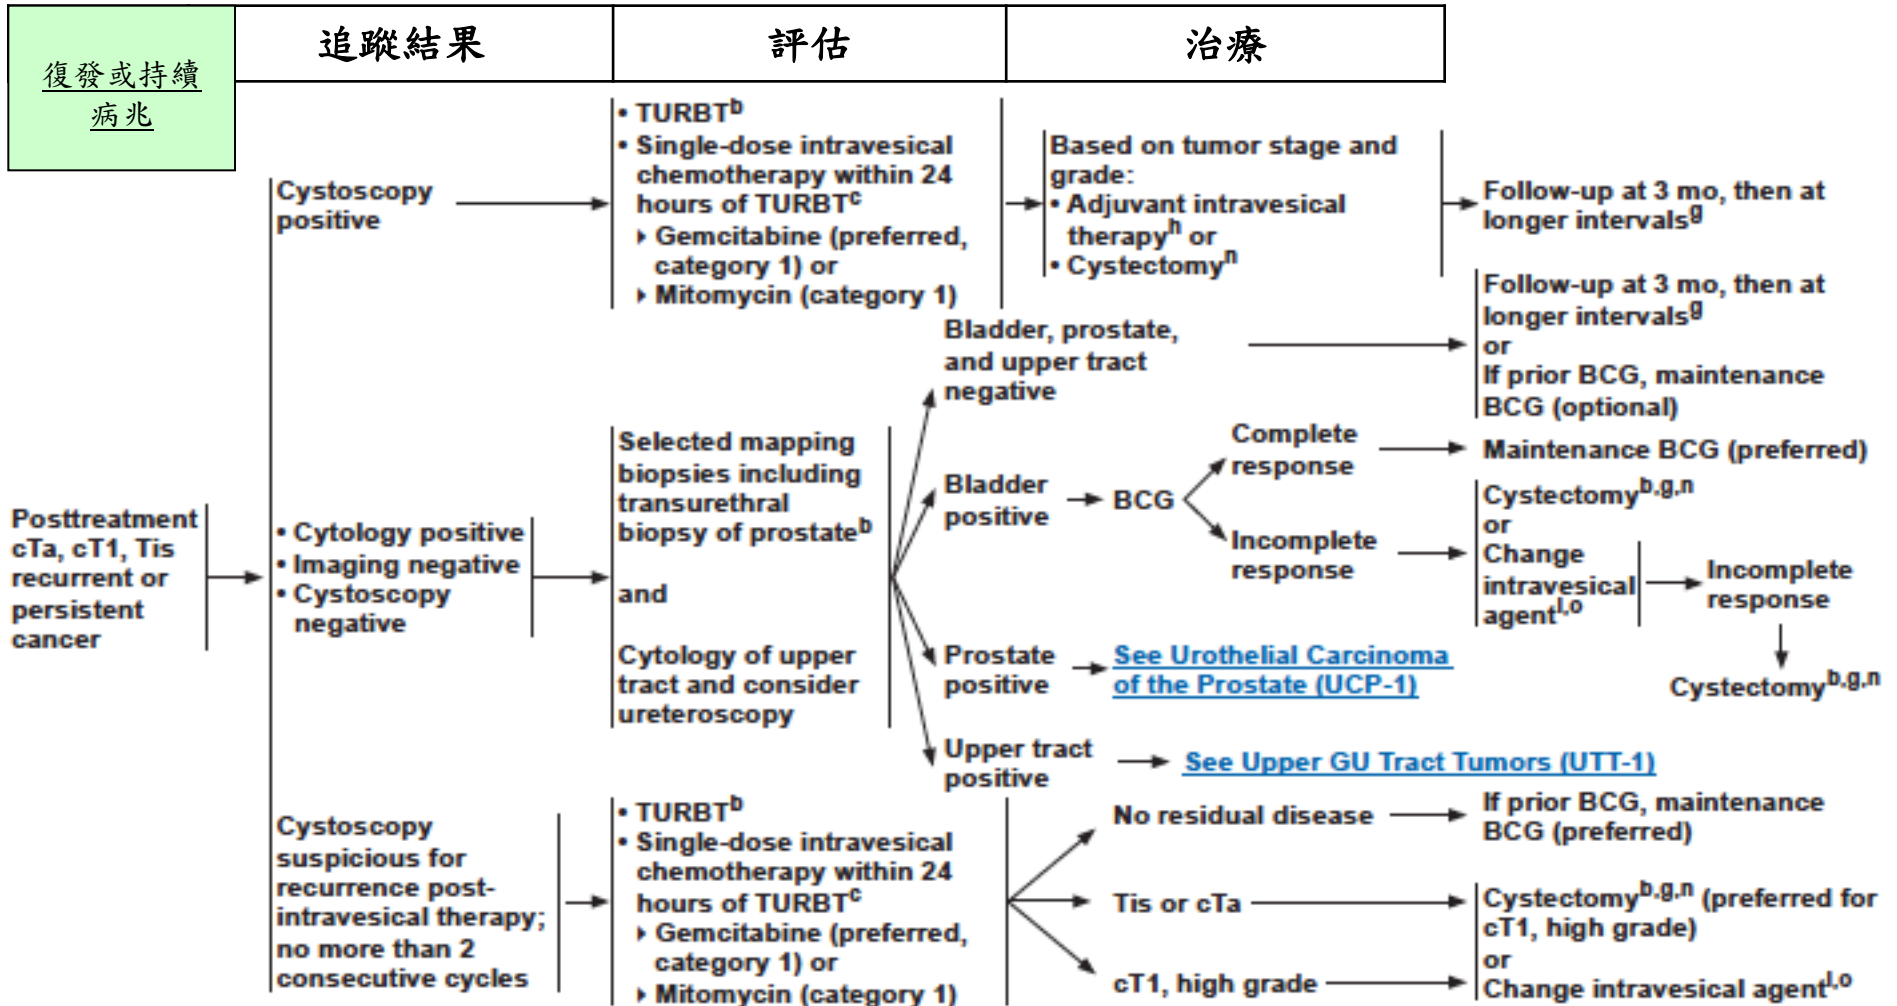 復發或持續
病兆
追蹤結果
評估
治療
Posttreatment
cTa, cT1, Tis
recurrent or
persistent
cancer
Cystoscopy
positive
• TURBTb
• Single-dose intravesical
chemotherapy within 24
hours of TURBTc
‣ Gemcitabine (preferred,
category 1) or
‣ Mitomycin (category 1)
Based on tumor stage and
grade:
• Adjuvant intravesical
therapyh or
• Cystectomyn
Follow-up at 3 mo, then at
longer intervalsg
• Cytology positive
• Imaging negative
• Cystoscopy
negative
Selected mapping
biopsies including
transurethral
biopsy of prostateb
and
Cytology of upper
tract and consider
ureteroscopy
Bladder, prostate,
and upper tract
negative
Follow-up at 3 mo, then at
longer intervalsg
or
If prior BCG, maintenance
BCG (optional)
Bladder
positive
BCG
Complete
response
Maintenance BCG (preferred)
Incomplete
response
Cystectomyb,g,n
or
Change
intravesical
agentl,o
Incomplete
response
Cystectomyb,g,n
Prostate
positive
See Urothelial Carcinoma
of the Prostate (UCP-1)
Upper tract
positive
See Upper GU Tract Tumors (UTT-1)
Cystoscopy
suspicious for
recurrence post-
intravesical therapy;
no more than 2
consecutive cycles
• TURBTb
• Single-dose intravesical
chemotherapy within 24
hours of TURBTc
‣ Gemcitabine (preferred,
category 1) or
‣ Mitomycin (category 1)
No residual disease
If prior BCG, maintenance
BCG (preferred)
Tis or cTa
cT1, high grade
Cystectomyb,g,n (preferred for
cT1, high grade)
or
Change intravesical agentl,o